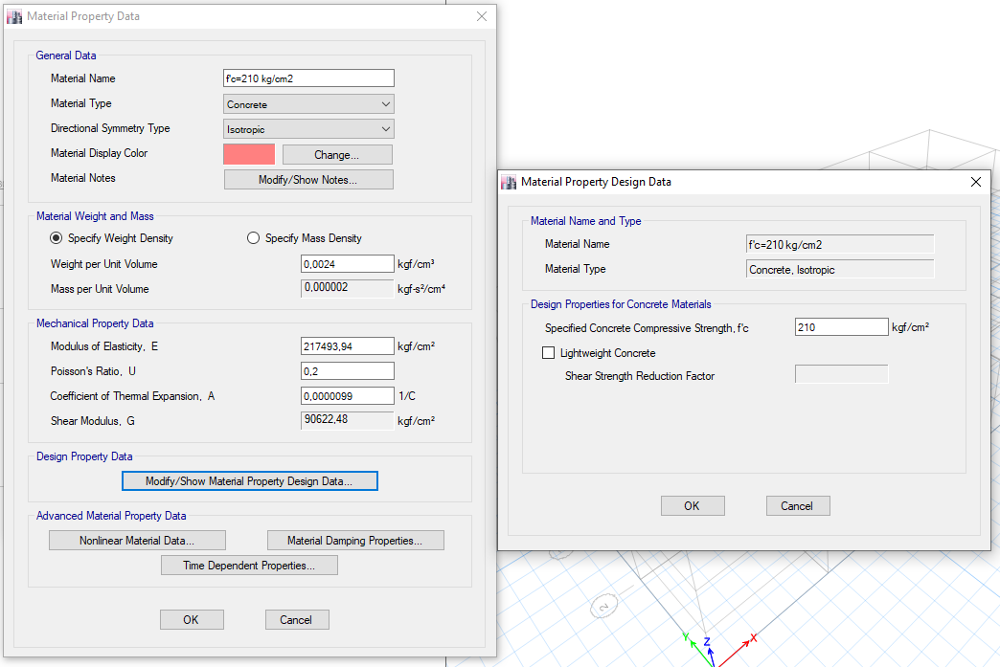 Material Property Data
General Data
Material Name f'c=210 kg/cm2
Material Type Concrete
Directional Symmetry Type Isotropic
Material Display Color Change...
Material Notes Modify/Show Notes...
Material Weight and Mass
Specify Weight Density Specify Mass Density
Weight per Unit Volume 0,0024 kgf/cm³
Mass per Unit Volume 0,000002 kgf-s²/cm⁴
Mechanical Property Data
Modulus of Elasticity, E 217493,94 kgf/cm²
Poisson's Ratio, U 0,2
Coefficient of Thermal Expansion, A 0,0000099 1/C
Shear Modulus, G 90622,48 kgf/cm²
Design Property Data
Modify/Show Material Property Design Data...
Advanced Material Property Data
Nonlinear Material Data... Material Damping Properties...
Time Dependent Properties...
OK Cancel
Material Property Design Data
Material Name and Type
Material Name f'c=210 kg/cm2
Material Type Concrete, Isotropic
Design Properties for Concrete Materials
Specified Concrete Compressive Strength, f'c 210 kgf/cm²
Lightweight Concrete
Shear Strength Reduction Factor
OK Cancel
2
Y Z X